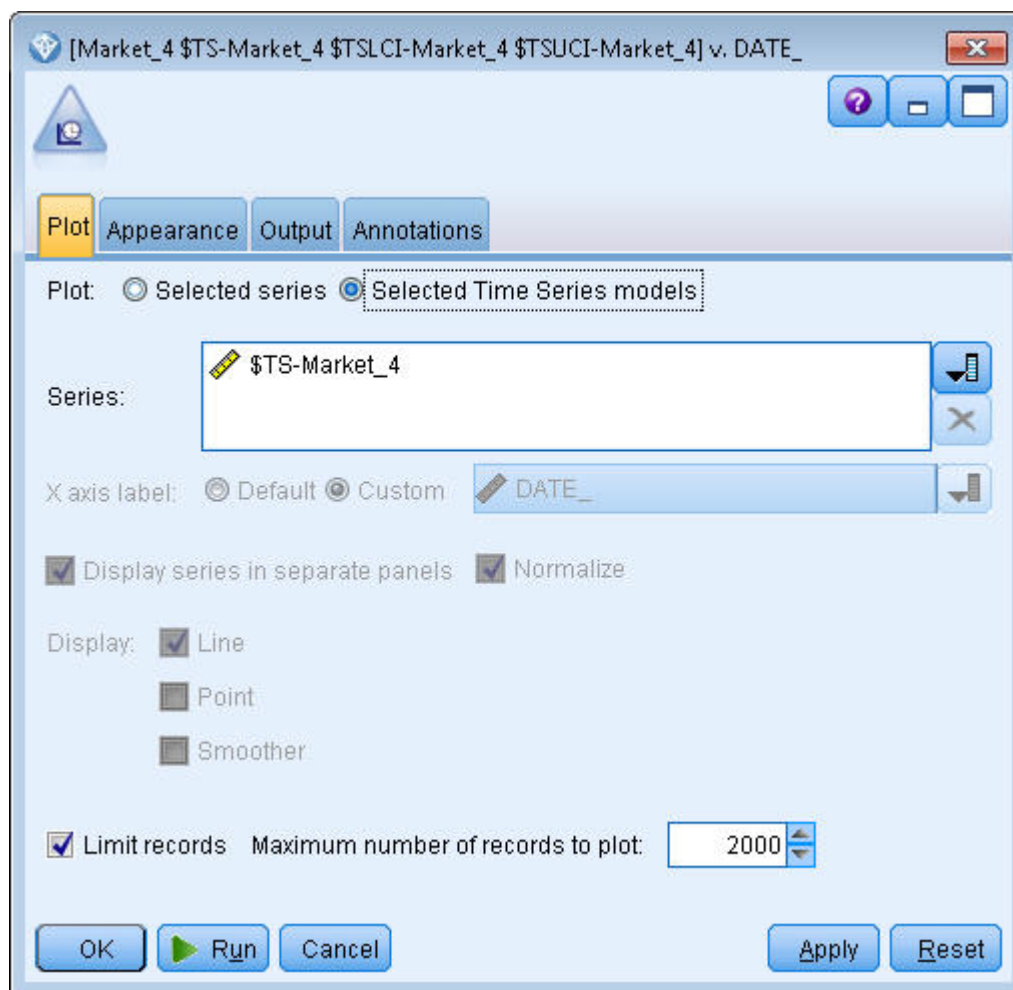 [Market_4 $TS-Market_4 $TSLCI-Market_4 $TSUCI-Market_4] v. DATE_
Plot Appearance Output Annotations
Plot: Selected series Selected Time Series models
Series: $TS-Market_4
X axis label: Default Custom DATE_
Display series in separate panels Normalize
Display: Line
Point
Smoother
Limit records Maximum number of records to plot: 2000
OK Run Cancel Apply Reset